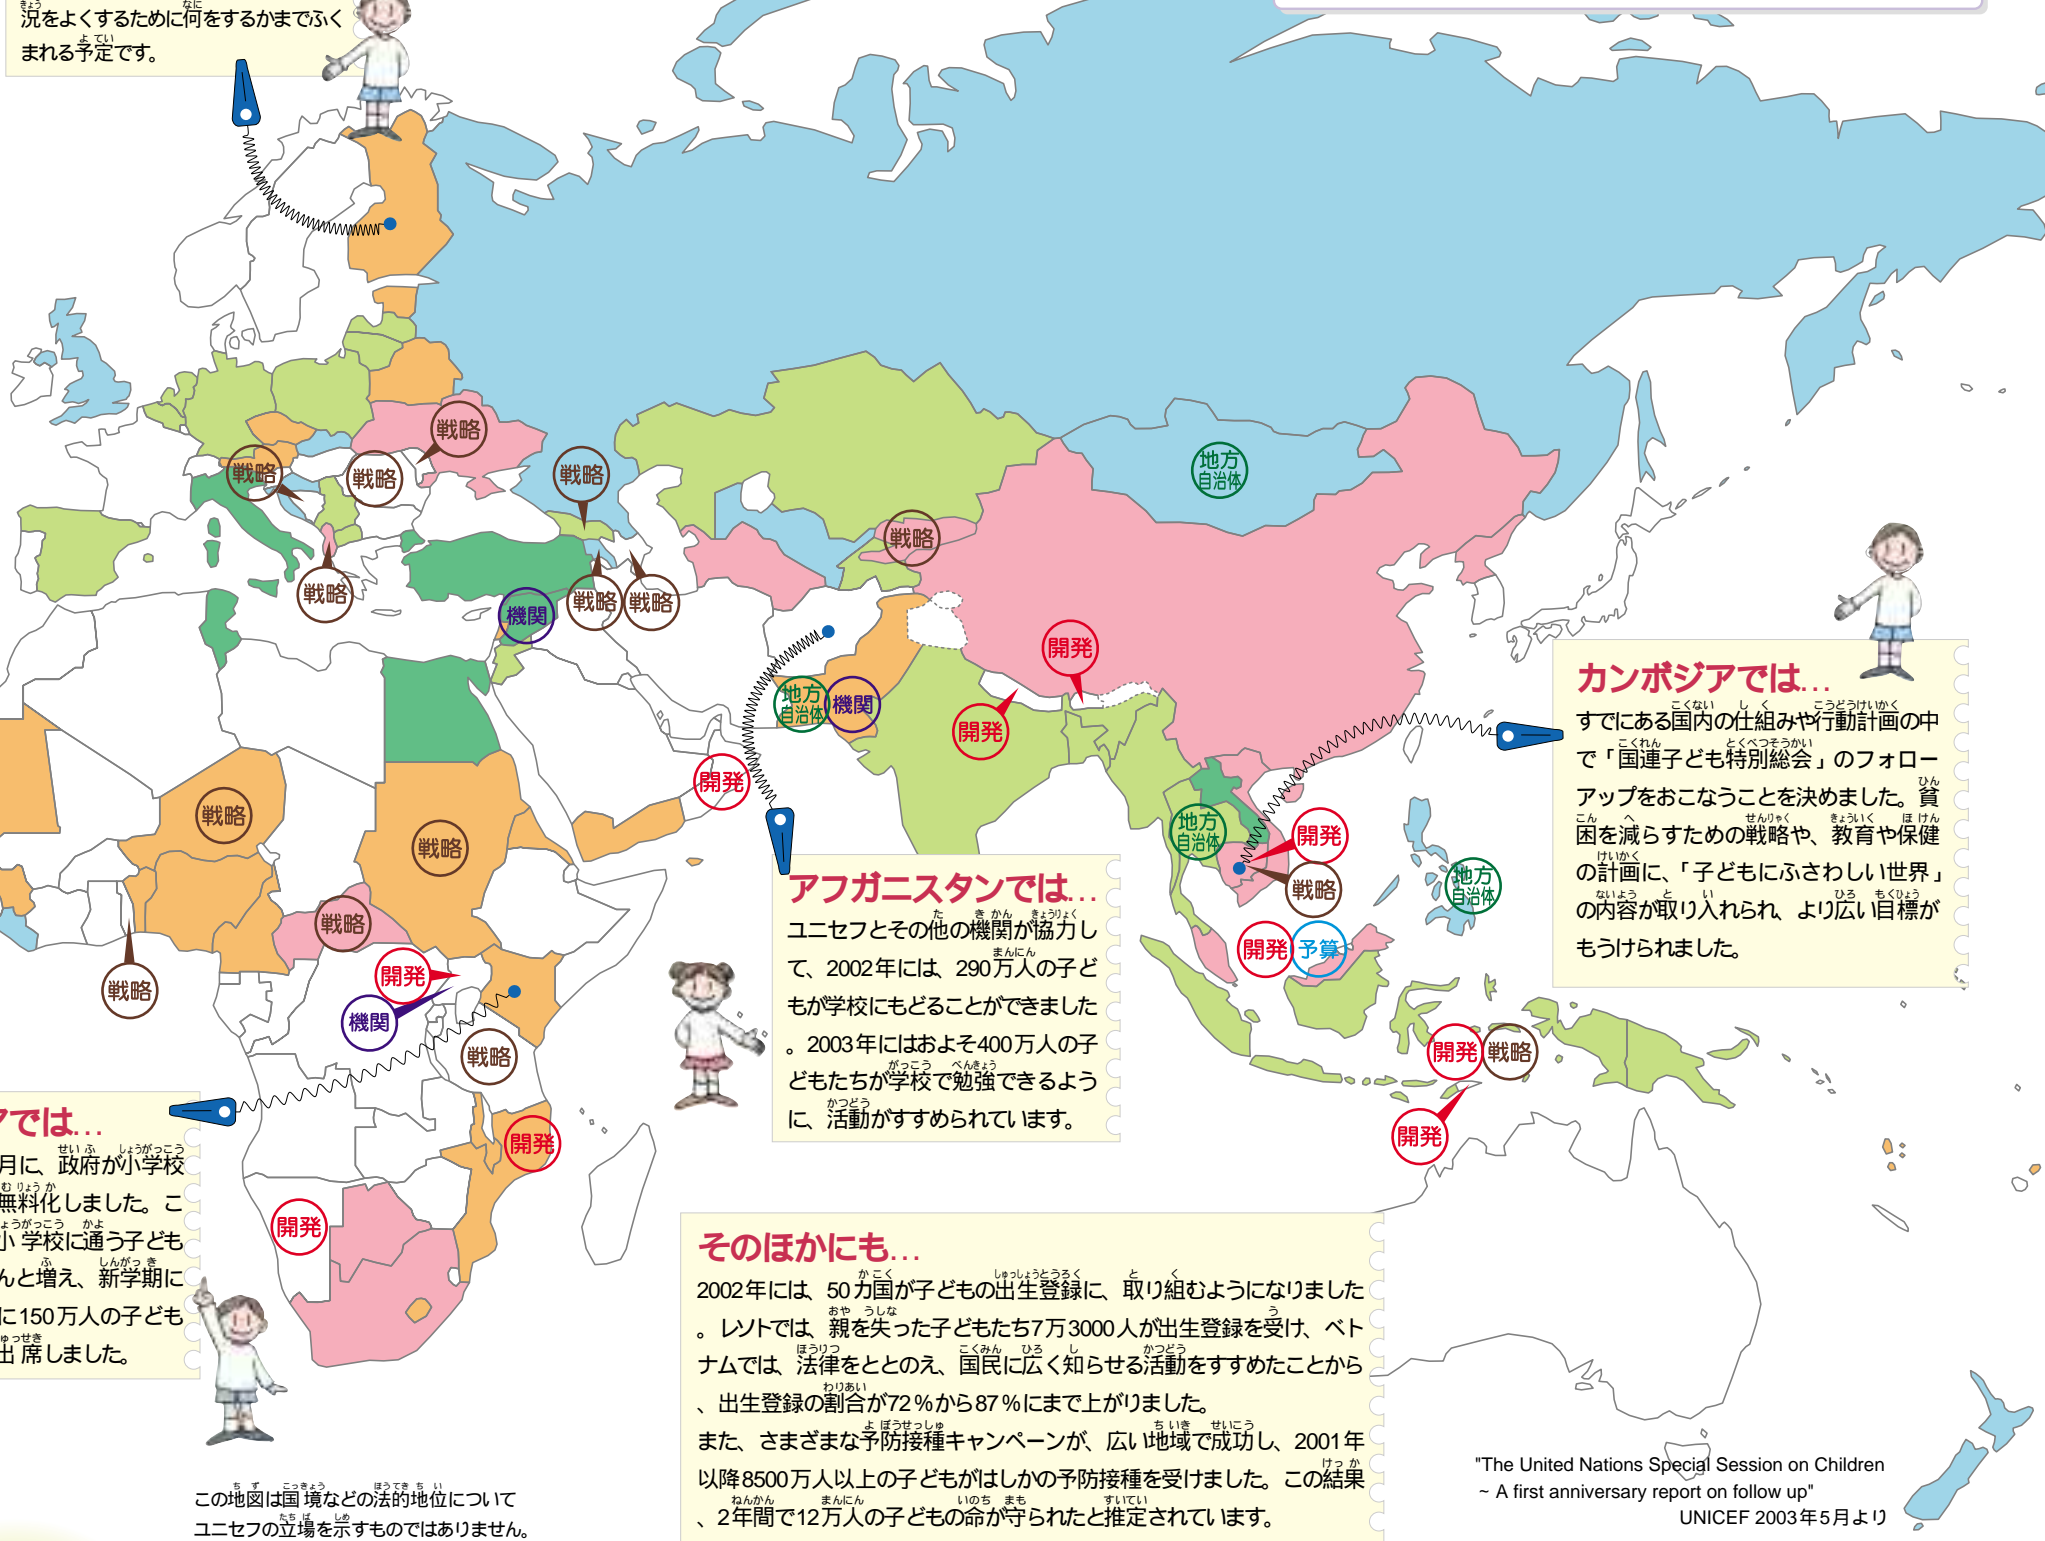 況をよくするために何をするかまでふく
まれる予定です。
戦略
戦略
戦略
戦略
戦略
戦略
戦略
戦略
機関
戦略
地方
自治体
地方
自治体
機関
開発
開発
開発
カンボジアでは…
すでにある国内の仕組みや行動計画の中
で「国連子ども特別総会」のフォロー
アップをおこなうことを決めました。貧
困を減らすための戦略や、教育や保健
の計画に、「子どもにふさわしい世界」
の内容が取り入れられ、より広い目標が
もうけられました。
戦略
戦略
戦略
戦略
開発
機関
戦略
開発
開発
地方
自治体
開発
戦略
地方
自治体
開発
予算
開発
戦略
開発
アフガニスタンでは…
ユニセフとその他の機関が協力し
て、2002年には、290万人の子ど
もが学校にもどることができました
。2003年にはおよそ400万人の子
どもたちが学校で勉強できるよう
に、活動がすすめられています。
アでは…
月に、政府が小学校
無料化しました。こ
小学校に通う子ども
んと増え、新学期に
に150万人の子ども
出席しました。
そのほかにも…
2002年には、50カ国が子どもの出生登録に、取り組むようになりました
。レソトでは、親を失った子どもたち7万3000人が出生登録を受け、ベト
ナムでは、法律をととのえ、国民に広く知らせる活動をすすめたことから
、出生登録の割合が72%から87%にまで上がりました。
また、さまざまな予防接種キャンペーンが、広い地域で成功し、2001年
以降8500万人以上の子どもがはしかの予防接種を受けました。この結果
、2年間で12万人の子どもの命が守られたと推定されています。
この地図は国境などの法的地位について
ユニセフの立場を示すものではありません。
"The United Nations Special Session on Children
~ A first anniversary report on follow up"
UNICEF 2003年5月より